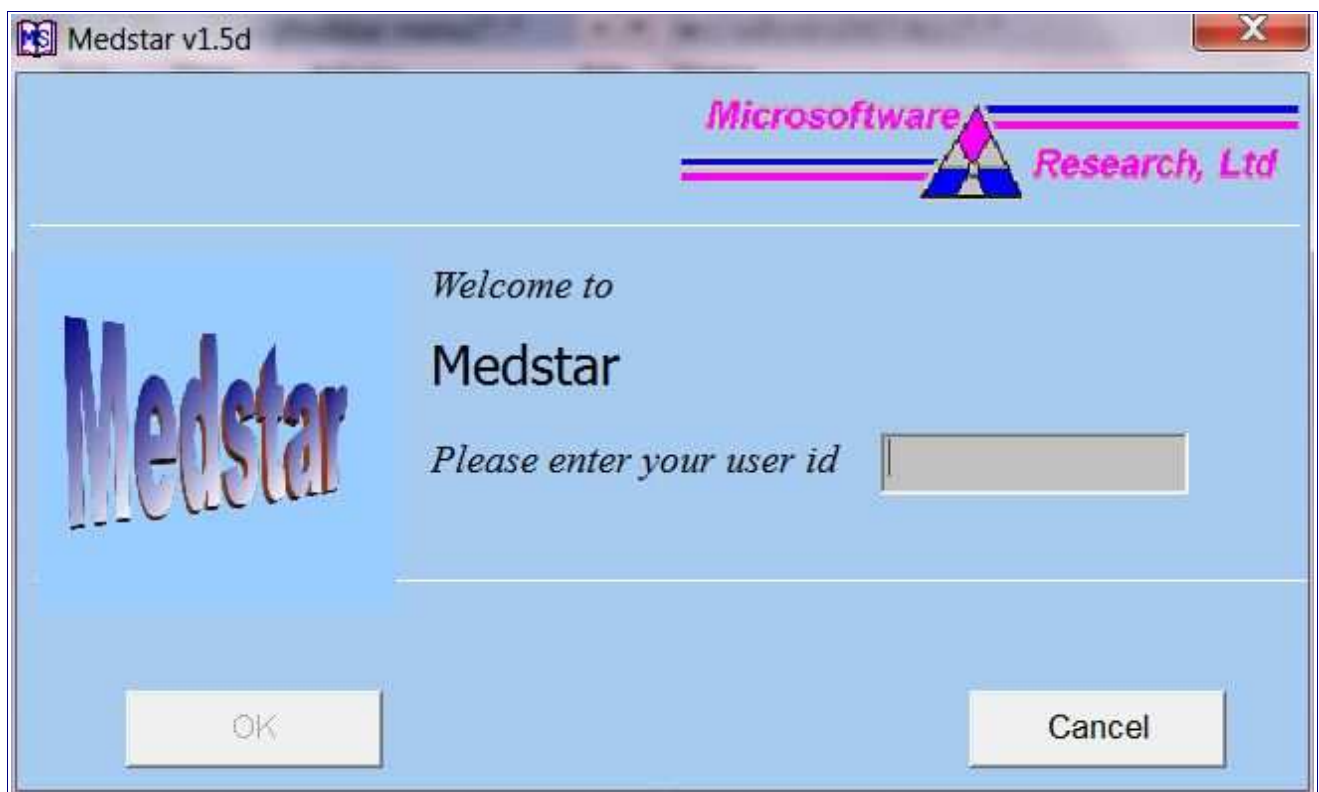 Medstar v1.5d
X
Microsoftware
Research, Ltd
Medstar
Welcome to
Medstar
Please enter your user id
OK
Cancel